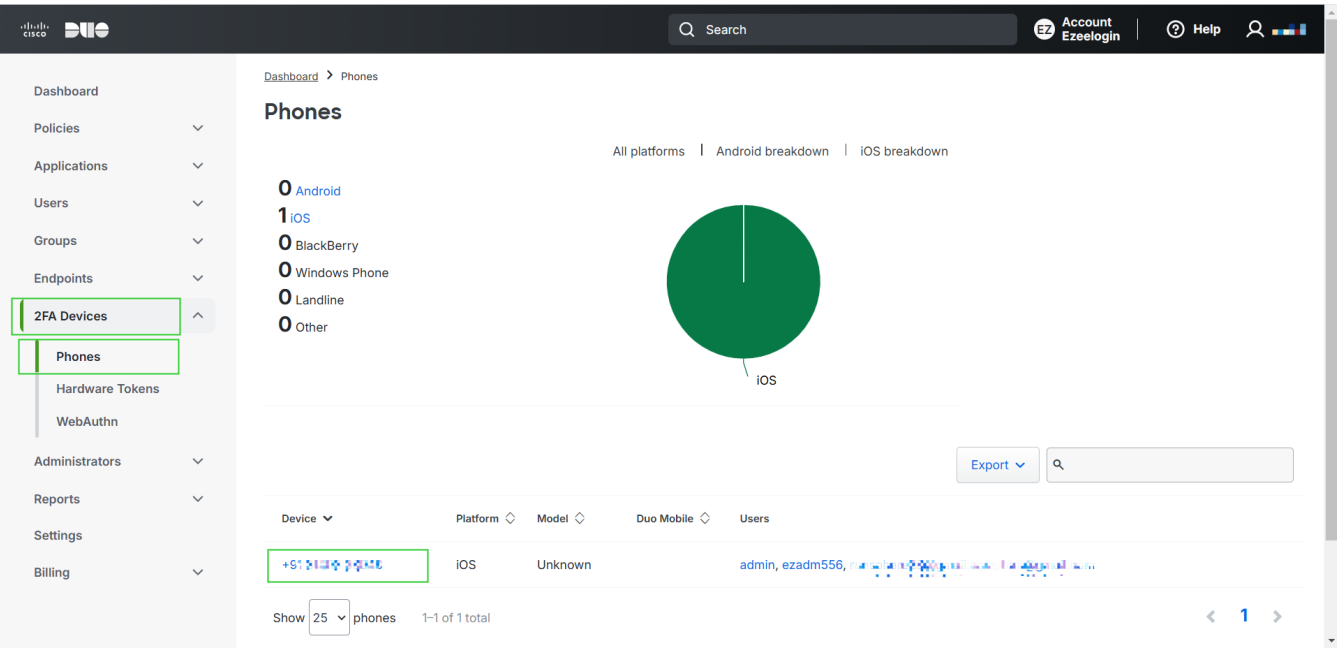 cisco DUO Search EZ Account Ezeelogin Help
Dashboard > Phones
Dashboard
Policies
Applications
Users
Groups
Endpoints
2FA Devices
Phones
Hardware Tokens
WebAuthn
Administrators
Reports
Settings
Billing
Phones
All platforms | Android breakdown | iOS breakdown
0 Android
1 iOS
0 BlackBerry
0 Windows Phone
0 Landline
0 Other
iOS
Export
Device Platform Model Duo Mobile Users
iOS Unknown admin, ezadm556,
Show 25 phones 1–1 of 1 total < 1 >